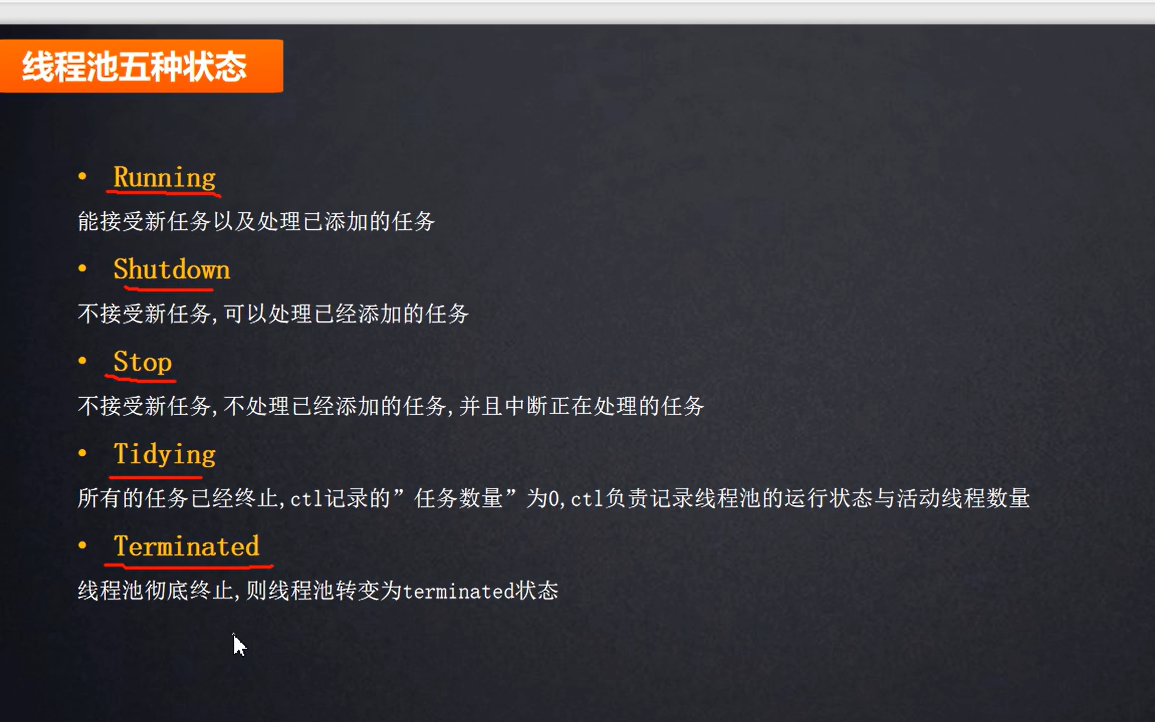 线程池五种状态
• Running
能接受新任务以及处理已添加的任务
• Shutdown
不接受新任务,可以处理已经添加的任务
• Stop
不接受新任务,不处理已经添加的任务,并且中断正在处理的任务
• Tidying
所有的任务已经终止,ctl记录的”任务数量”为0,ctl负责记录线程池的运行状态与活动线程数量
• Terminated
线程池彻底终止,则线程池转变为terminated状态